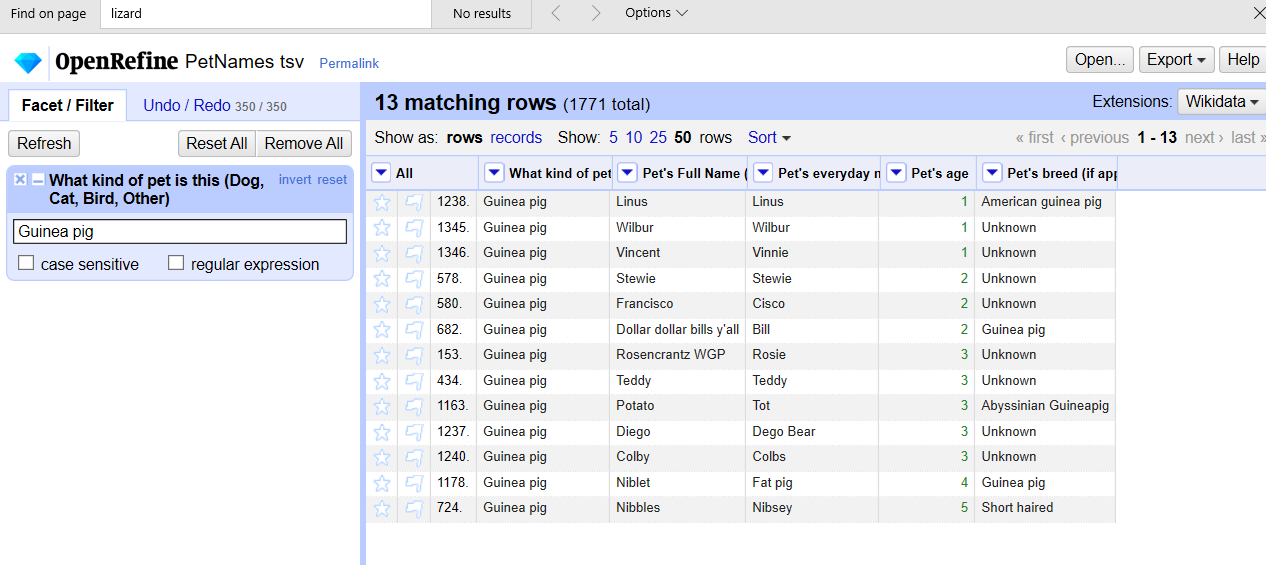 Find on page lizard No results Options
OpenRefine PetNames tsv Permalink Open... Export Help
Facet / Filter Undo / Redo 350 / 350 13 matching rows (1771 total) Extensions: Wikidata
Refresh Reset All Remove All Show as: rows records Show: 5 10 25 50 rows Sort « first ‹ previous 1 - 13 next › last »
What kind of pet is this (Dog, Cat, Bird, Other) invert reset
Guinea pig
case sensitive regular expression
All What kind of pet Pet's Full Name ( Pet's everyday n Pet's age Pet's breed (if app
1238. Guinea pig Linus Linus 1 American guinea pig
1345. Guinea pig Wilbur Wilbur 1 Unknown
1346. Guinea pig Vincent Vinnie 1 Unknown
578. Guinea pig Stewie Stewie 2 Unknown
580. Guinea pig Francisco Cisco 2 Unknown
682. Guinea pig Dollar dollar bills y'all Bill 2 Guinea pig
153. Guinea pig Rosencrantz WGP Rosie 3 Unknown
434. Guinea pig Teddy Teddy 3 Unknown
1163. Guinea pig Potato Tot 3 Abyssinian Guineapig
1237. Guinea pig Diego Dego Bear 3 Unknown
1240. Guinea pig Colby Colbs 3 Unknown
1178. Guinea pig Niblet Fat pig 4 Guinea pig
724. Guinea pig Nibbles Nibsey 5 Short haired